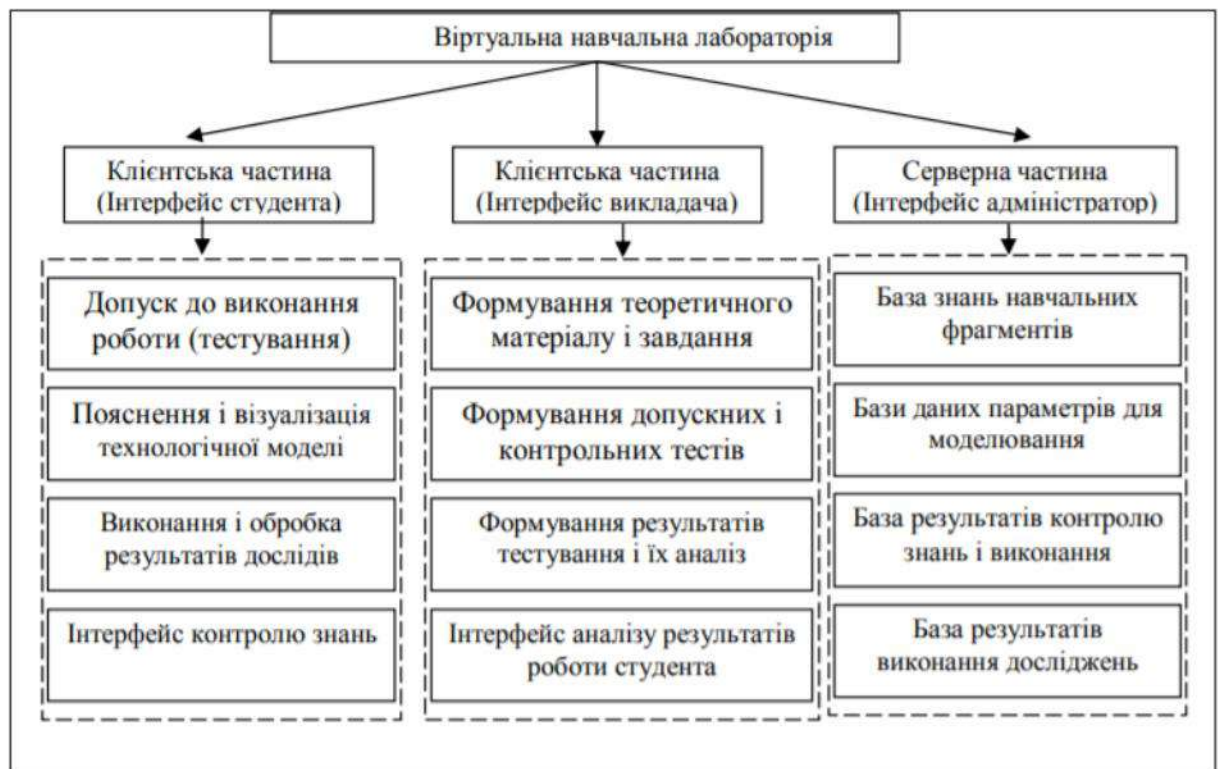 Віртуальна навчальна лабораторія
Клієнтська частина
(Інтерфейс студента)
Допуск до виконання
роботи (тестування)
Пояснення і візуалізація
технологічної моделі
Виконання і обробка
результатів дослідів
Інтерфейс контролю знань
Клієнтська частина
(Інтерфейс викладача)
Формування теоретичного
матеріалу і завдання
Формування допускних і
контрольних тестів
Формування результатів
тестування і їх аналіз
Інтерфейс аналізу результатів
роботи студента
Серверна частина
(Інтерфейс адміністратор)
База знань навчальних
фрагментів
Бази даних параметрів для
моделювання
База результатів контролю
знань і виконання
База результатів
виконання досліджень